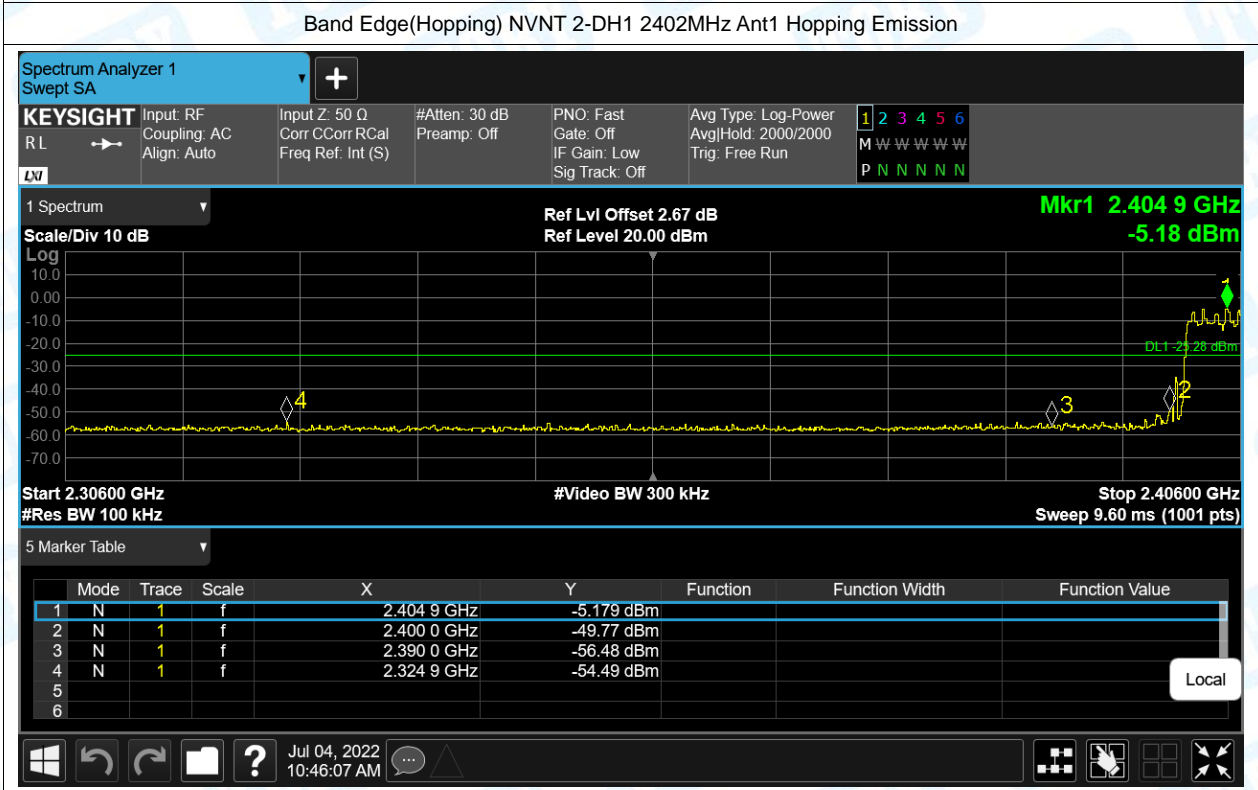 Band Edge(Hopping) NVNT 2-DH1 2402MHz Ant1 Hopping Emission
Spectrum Analyzer 1
Swept SA
KEYSIGHT
RL
LXI
Input: RF
Coupling: AC
Align: Auto
Input Z: 50 Ω
Corr CCorr RCal
Freq Ref: Int (S)
#Atten: 30 dB
Preamp: Off
PNO: Fast
Gate: Off
IF Gain: Low
Sig Track: Off
Avg Type: Log-Power
Avg|Hold: 2000/2000
Trig: Free Run
1 2 3 4 5 6
M W W W W W
P N N N N N
1 Spectrum
Scale/Div 10 dB
Ref Lvl Offset 2.67 dB
Ref Level 20.00 dBm
Mkr1 2.404 9 GHz
-5.18 dBm
Log
10.0
0.00
-10.0
-20.0
-30.0
-40.0
-50.0
-60.0
-70.0
1
DL1 -25.28 dBm
4
3
2
Start 2.30600 GHz
#Video BW 300 kHz
Stop 2.40600 GHz
#Res BW 100 kHz
Sweep 9.60 ms (1001 pts)
5 Marker Table
Mode Trace Scale X Y Function Function Width Function Value
1 N 1 f 2.404 9 GHz -5.179 dBm
2 N 1 f 2.400 0 GHz -49.77 dBm
3 N 1 f 2.390 0 GHz -56.48 dBm
4 N 1 f 2.324 9 GHz -54.49 dBm
5
6
Local
?
Jul 04, 2022
10:46:07 AM